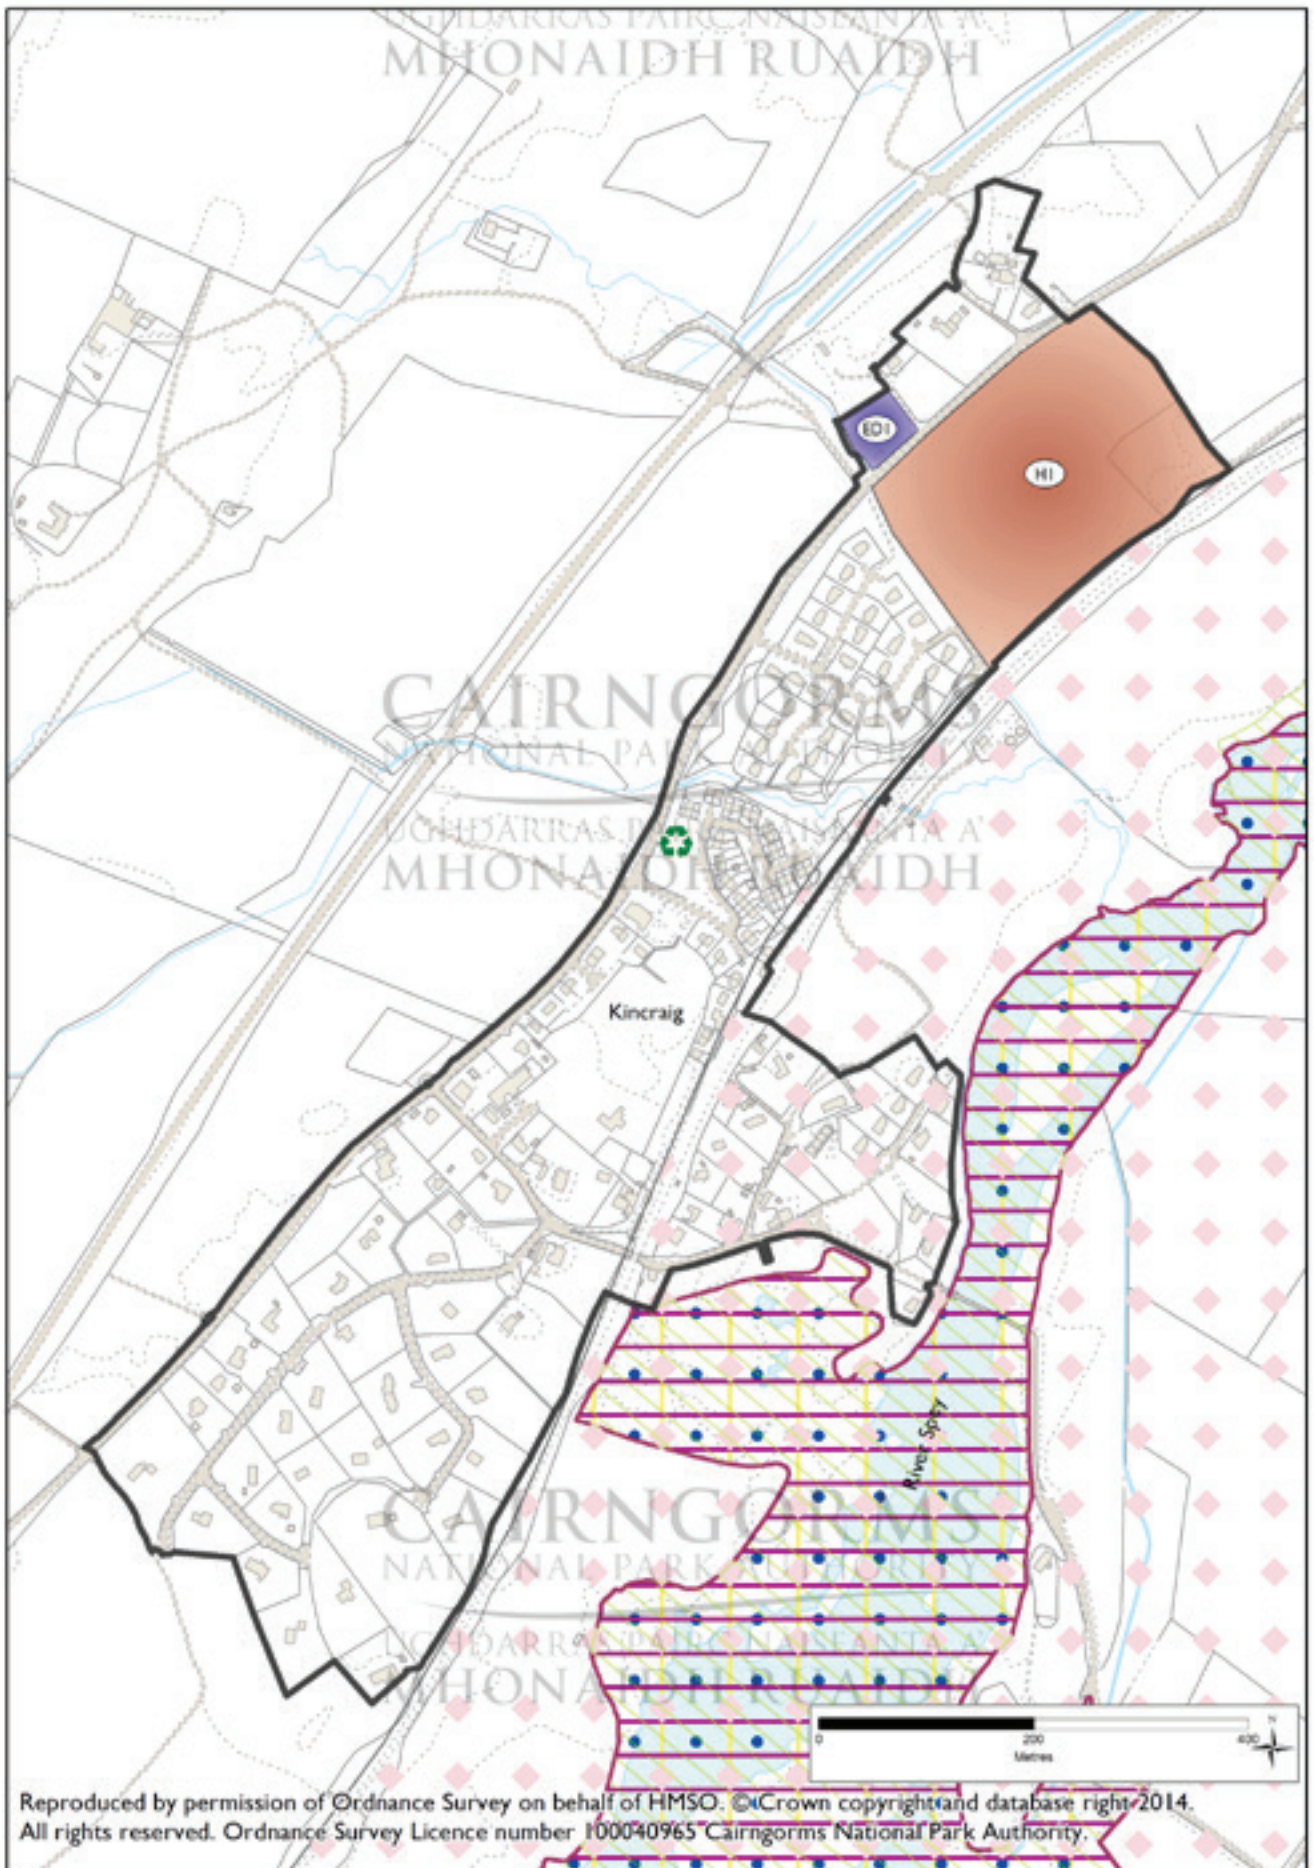 ÙGHDARRAS PÀIRC NÀISEANTA A'
MHONAIDH RUAIDH
ED1
H1
CAIRNGORMS
NATIONAL PARK AUTHORITY
ÙGHDARRAS PÀIRC NÀISEANTA A'
MHONAIDH RUAIDH
Kincraig
River Spey
CAIRNGORMS
NATIONAL PARK AUTHORITY
ÙGHDARRAS PÀIRC NÀISEANTA A'
MHONAIDH RUAIDH
0 200 400
Metres
N
Reproduced by permission of Ordnance Survey on behalf of HMSO. © Crown copyright and database right 2014.
All rights reserved. Ordnance Survey Licence number 100040965 Cairngorms National Park Authority.